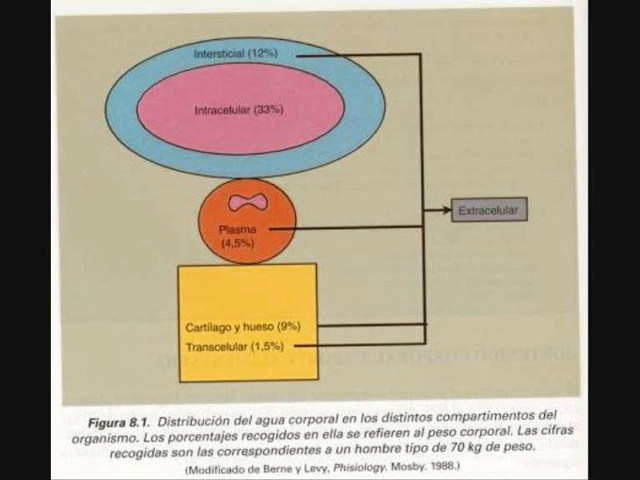 Intersticial (12%)
Intracelular (33%)
Extracelular
Plasma
(4,5%)
Cartílago y hueso (9%)
Transcelular (1,5%)
Figura 8.1. Distribución del agua corporal en los distintos compartimentos del
organismo. Los porcentajes recogidos en ella se refieren al peso corporal. Las cifras
recogidas son las correspondientes a un hombre tipo de 70 kg de peso.
(Modificado de Berne y Levy, Phisiology. Mosby. 1988.)